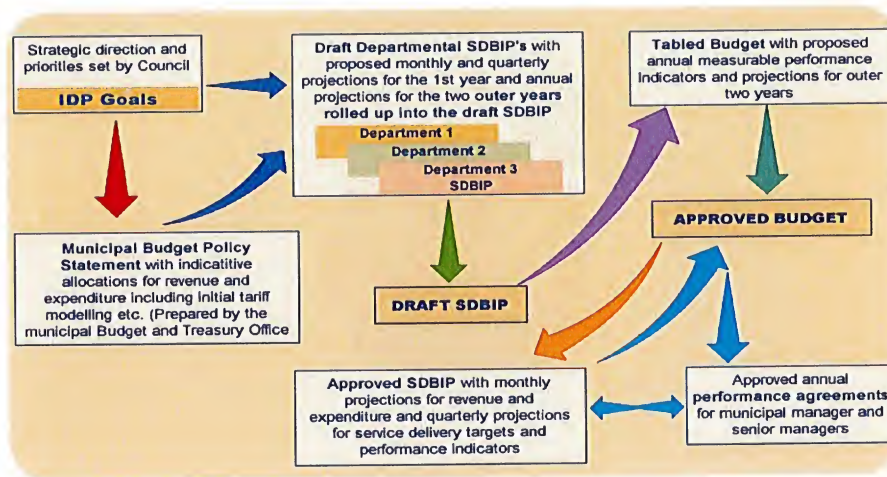 Strategic direction and
priorities set by Council
IDP Goals
Municipal Budget Policy
Statement with indicatitive
allocations for revenue and
expenditure including initial tariff
modelling etc. (Prepared by the
municipal Budget and Treasury Office
Draft Departmental SDBIP's with
proposed monthly and quarterly
projections for the 1st year and annual
projections for the two outer years
rolled up into the draft SDBIP
Department 1
Department 2
Department 3
SDBIP
DRAFT SDBIP
Tabled Budget with proposed
annual measurable performance
indicators and projections for outer
two years
APPROVED BUDGET
Approved SDBIP with monthly
projections for revenue and
expenditure and quarterly projections
for service delivery targets and
performance indicators
Approved annual
performance agreements
for municipal manager and
senior managers